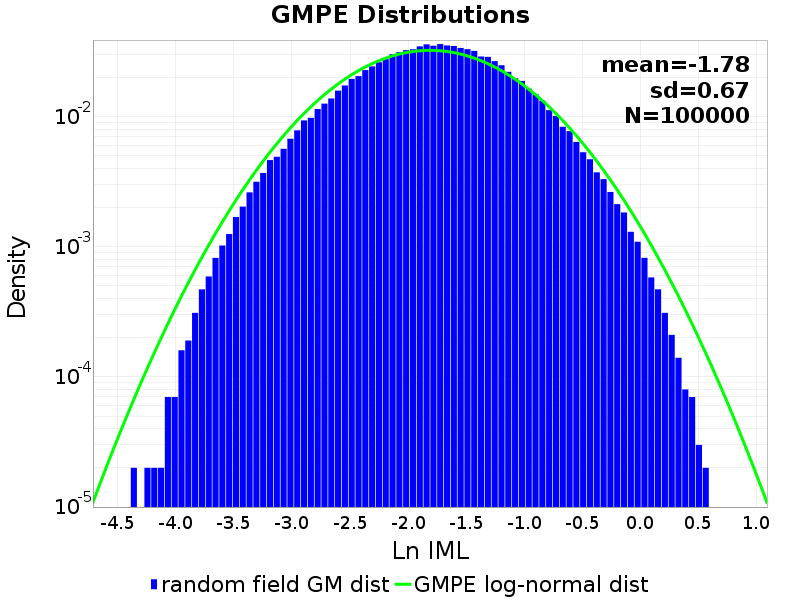 GMPE Distributions
mean=-1.78
sd=0.67
N=100000
10-2
10-3
10-4
10-5
Density
-4.5 -4.0 -3.5 -3.0 -2.5 -2.0 -1.5 -1.0 -0.5 0.0 0.5 1.0
Ln IML
random field GM dist GMPE log-normal dist